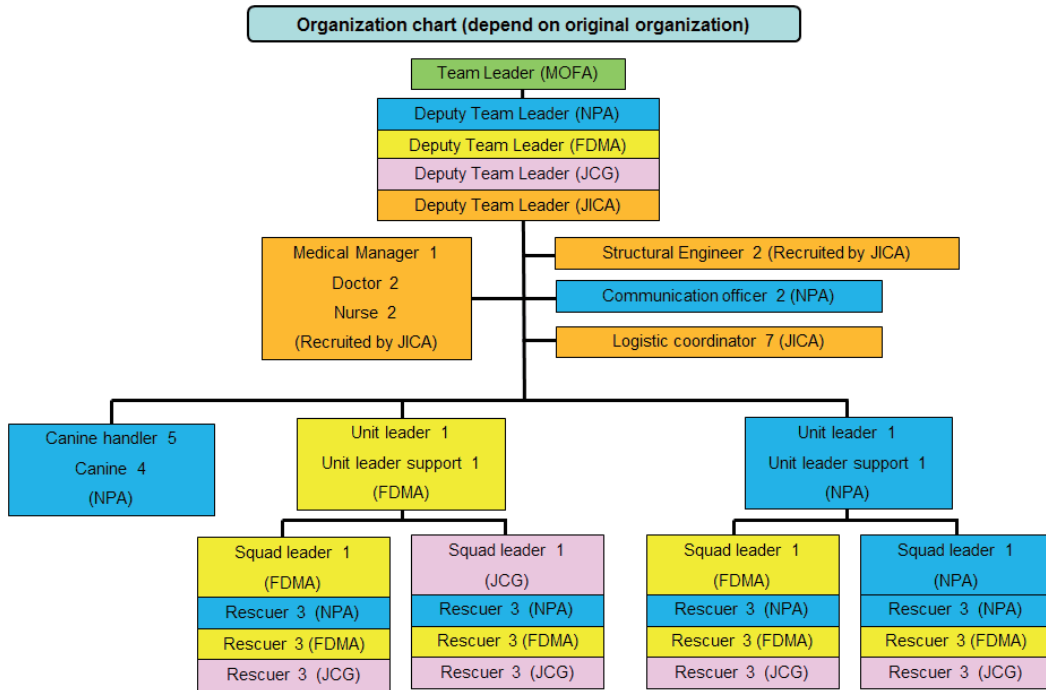 Organization chart (depend on original organization)
Team Leader (MOFA)
Deputy Team Leader (NPA)
Deputy Team Leader (FDMA)
Deputy Team Leader (JCG)
Deputy Team Leader (JICA)
Medical Manager 1
Doctor 2
Nurse 2
(Recruited by JICA)
Structural Engineer 2 (Recruited by JICA)
Communication officer 2 (NPA)
Logistic coordinator 7 (JICA)
Canine handler 5
Canine 4
(NPA)
Unit leader 1
Unit leader support 1
(FDMA)
Unit leader 1
Unit leader support 1
(NPA)
Squad leader 1
(FDMA)
Rescuer 3 (NPA)
Rescuer 3 (FDMA)
Rescuer 3 (JCG)
Squad leader 1
(JCG)
Rescuer 3 (NPA)
Rescuer 3 (FDMA)
Rescuer 3 (JCG)
Squad leader 1
(FDMA)
Rescuer 3 (NPA)
Rescuer 3 (FDMA)
Rescuer 3 (JCG)
Squad leader 1
(NPA)
Rescuer 3 (NPA)
Rescuer 3 (FDMA)
Rescuer 3 (JCG)